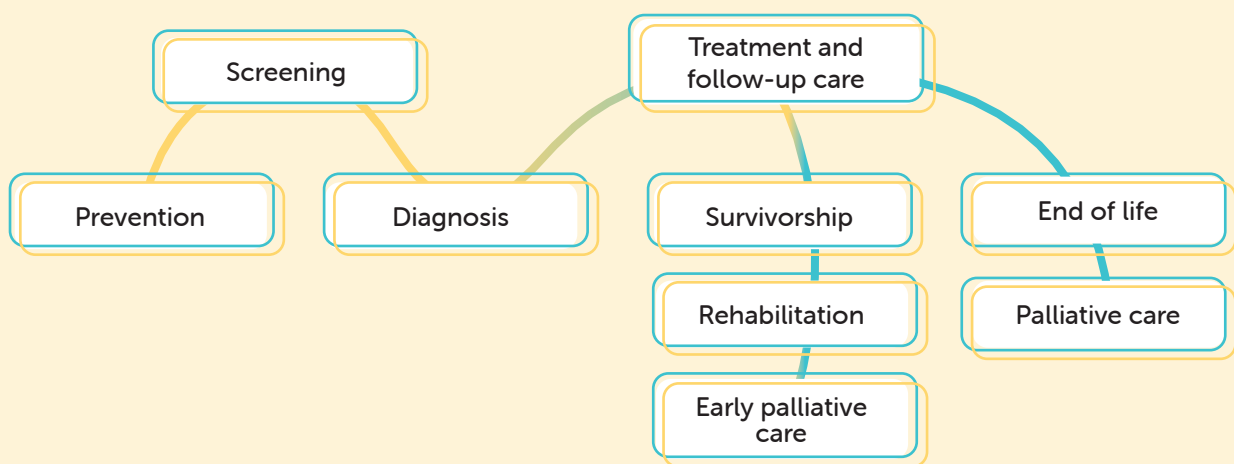 Screening
Treatment and
follow-up care
Prevention
Diagnosis
Survivorship
End of life
Rehabilitation
Palliative care
Early palliative
care